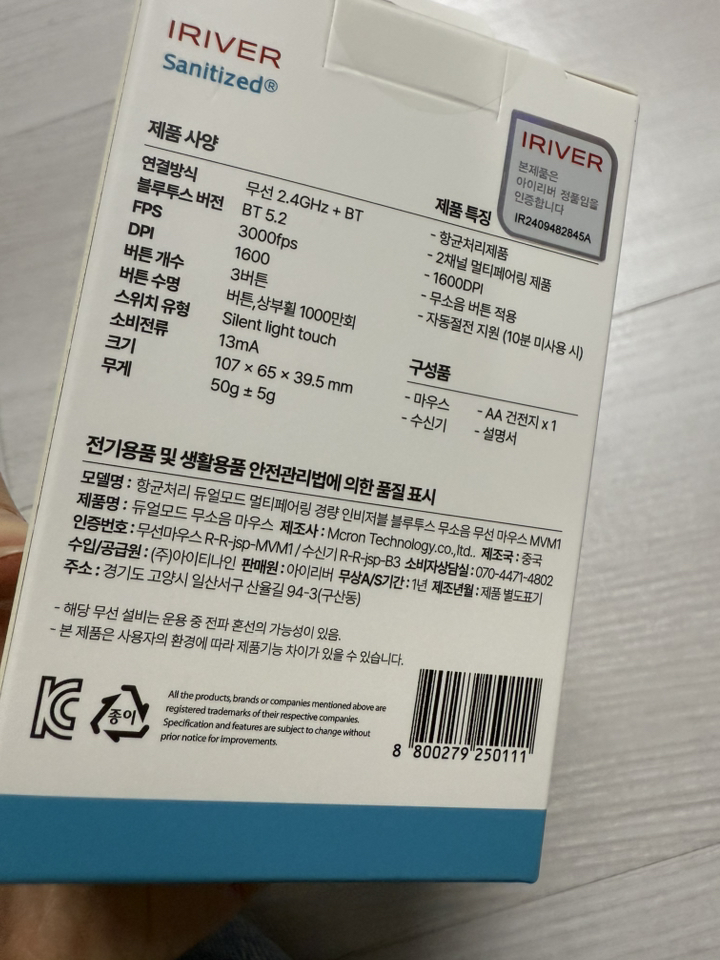 IRIVER
Sanitized®
IRIVER
본제품은
아이리버 정품임을
인증합니다
IR2409482845A
제품 사양
연결방식 무선 2.4GHz + BT
블루투스 버전 BT 5.2
FPS 3000fps
DPI 1600
버튼 개수 3버튼
버튼 수명 버튼,상부휠 1000만회
스위치 유형 Silent light touch
소비전류 13mA
크기 107 × 65 × 39.5 mm
무게 50g ± 5g
제품 특징
- 항균처리제품
- 2채널 멀티페어링 제품
- 1600DPI
- 무소음 버튼 적용
- 자동절전 지원 (10분 미사용 시)
구성품
- 마우스 - AA 건전지 x 1
- 수신기 - 설명서
전기용품 및 생활용품 안전관리법에 의한 품질 표시
모델명 : 항균처리 듀얼모드 멀티페어링 경량 인비저블 블루투스 무소음 무선 마우스 MVM1
제품명 : 듀얼모드 무소음 마우스 제조사 : Mcron Technology.co,.ltd.. 제조국 : 중국
인증번호 : 무선마우스 R-R-jsp-MVM1 / 수신기 R-R-jsp-B3 소비자상담실 : 070-4471-4802
수입/공급원 : (주)아이티나인 판매원 : 아이리버 무상A/S기간 : 1년 제조년월 : 제품 별도표기
주소 : 경기도 고양시 일산서구 산율길 94-3(구산동)
- 해당 무선 설비는 운용 중 전파 혼선의 가능성이 있음.
- 본 제품은 사용자의 환경에 따라 제품기능 차이가 있을 수 있습니다.
KC
종이
All the products, brands or companies mentioned above are
registered trademarks of their respective companies.
Specification and features are subject to change without
prior notice for improvements.
8 800279 250111